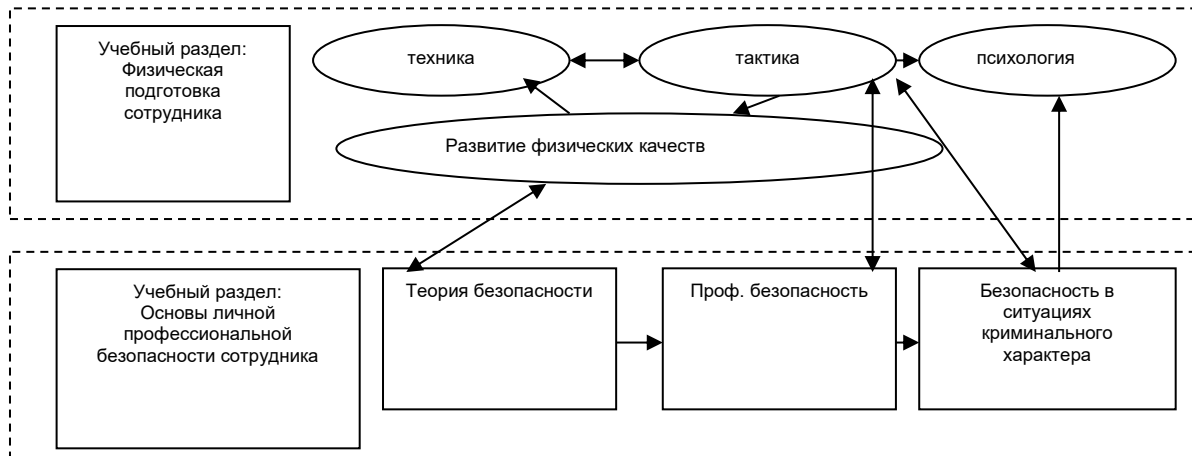 Учебный раздел:
Физическая
подготовка
сотрудника
техника
тактика
психология
Развитие физических качеств
Учебный раздел:
Основы личной
профессиональной
безопасности сотрудника
Теория безопасности
Проф. безопасность
Безопасность в
ситуациях
криминального
характера